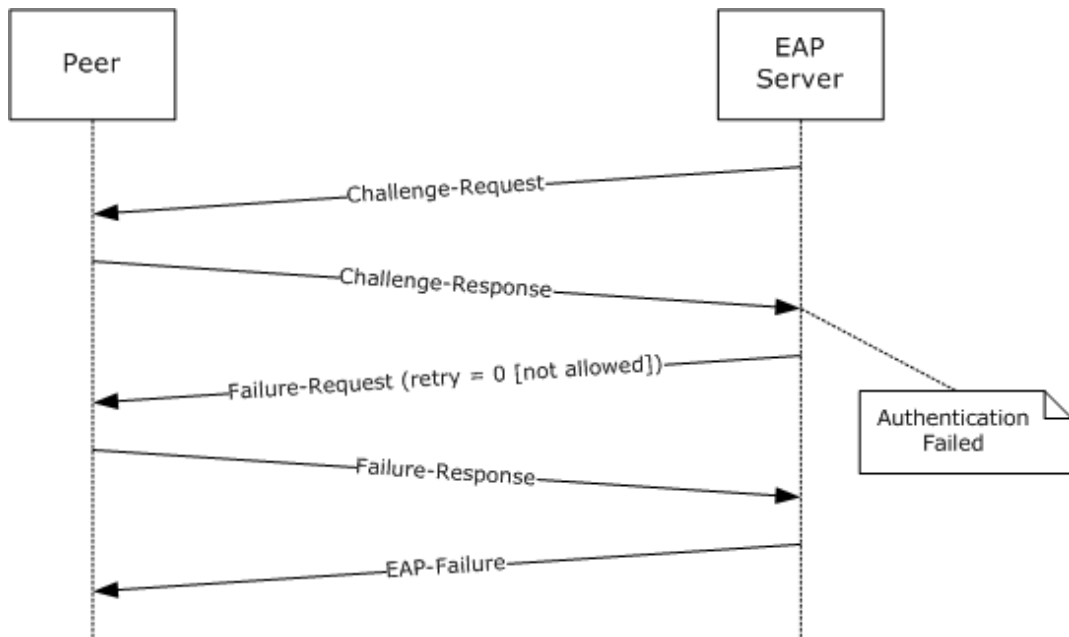 Peer
EAP
Server
Challenge-Request
Challenge-Response
Failure-Request (retry = 0 [not allowed])
Authentication
Failed
Failure-Response
EAP-Failure